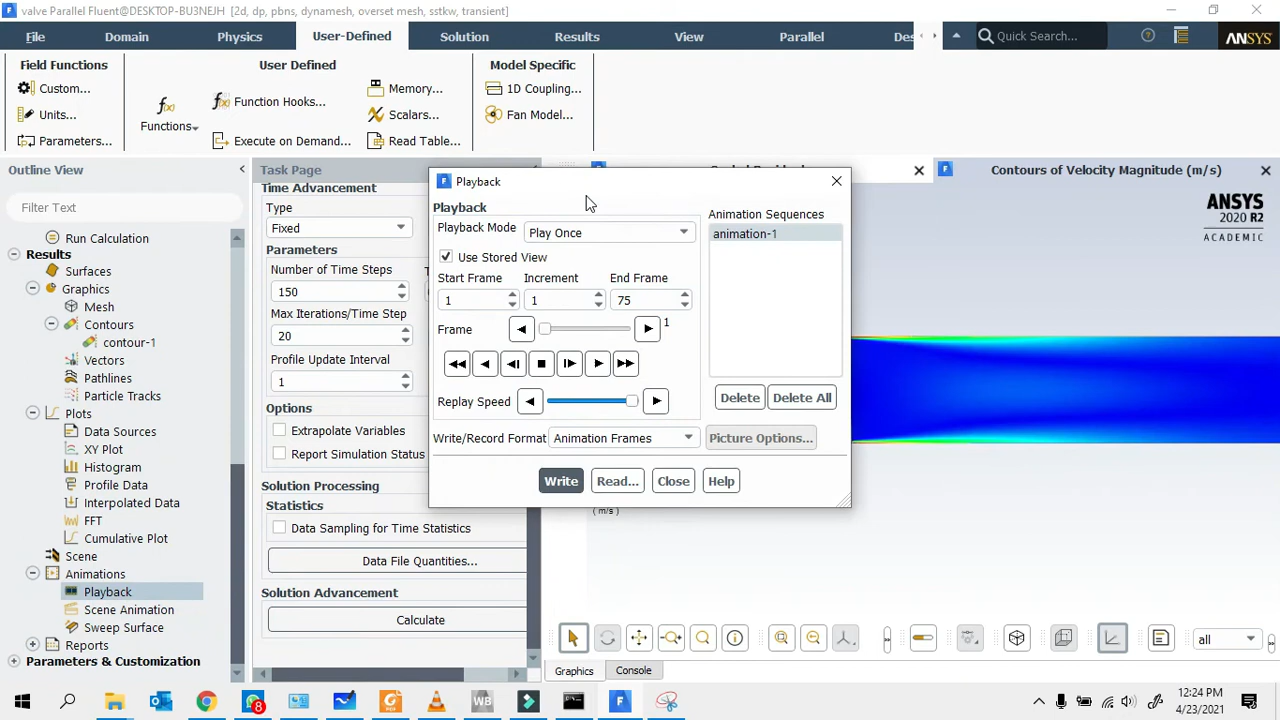 valve Parallel Fluent@DESKTOP-BU3NEJH [2d, dp, pbns, dynamesh, overset mesh, sstkw, transient]
File
Domain
Physics
User-Defined
Solution
Results
View
Parallel
Quick Search...
ANSYS
Field Functions
Custom...
Units...
Parameters...
User Defined
Functions
Function Hooks...
Execute on Demand...
Memory...
Scalars...
Read Table...
Model Specific
1D Coupling...
Fan Model...
Outline View
Filter Text
Run Calculation
Results
Surfaces
Graphics
Mesh
Contours
contour-1
Vectors
Pathlines
Particle Tracks
Plots
Data Sources
XY Plot
Histogram
Profile Data
Interpolated Data
FFT
Cumulative Plot
Scene
Animations
Playback
Scene Animation
Sweep Surface
Reports
Parameters & Customization
Task Page
Time Advancement
Type
Fixed
Parameters
Number of Time Steps
150
Max Iterations/Time Step
20
Profile Update Interval
1
Options
Extrapolate Variables
Report Simulation Status
Solution Processing
Statistics
Data Sampling for Time Statistics
Data File Quantities...
Solution Advancement
Calculate
Playback
Playback
Playback Mode
Play Once
Use Stored View
Start Frame
Increment
End Frame
1
1
75
Frame
1
Replay Speed
Write/Record Format
Animation Frames
Picture Options...
Animation Sequences
animation-1
Delete
Delete All
Write
Read...
Close
Help
Contours of Velocity Magnitude (m/s)
ANSYS
2020 R2
ACADEMIC
( m/s )
all
Graphics
Console
8
WB
12:24 PM
4/23/2021